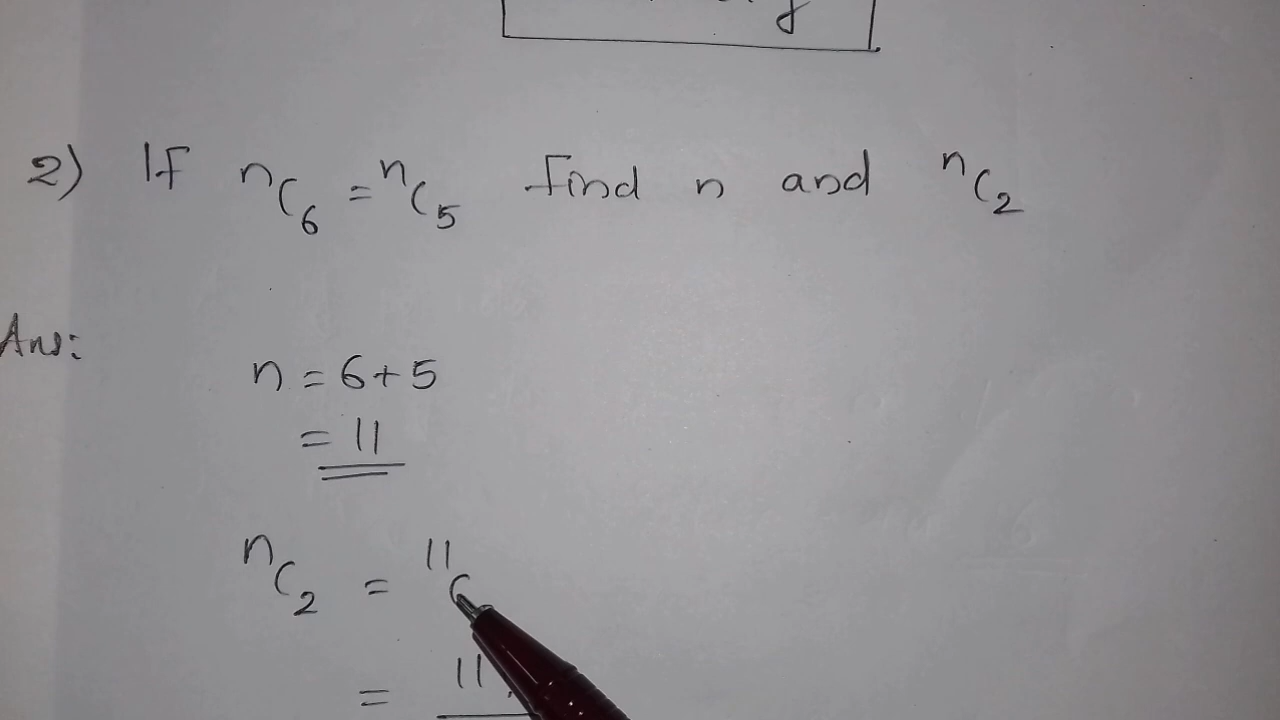 2) If nC6 = nC5 find n and nC2
Ans:
n = 6+5
= 11
nC2 = 11C
= 11